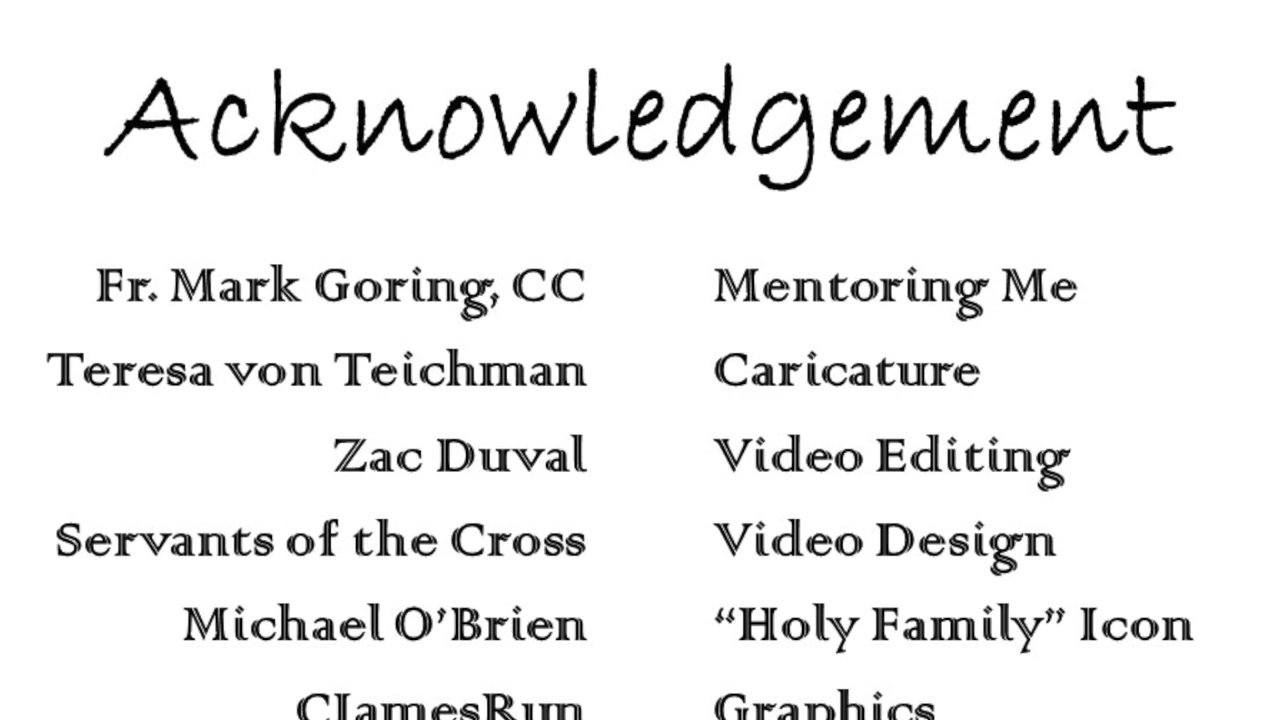 Acknowledgement
Fr. Mark Goring, CC Mentoring Me
Teresa von Teichman Caricature
Zac Duval Video Editing
Servants of the Cross Video Design
Michael O’Brien “Holy Family” Icon
CJamesRun Graphics